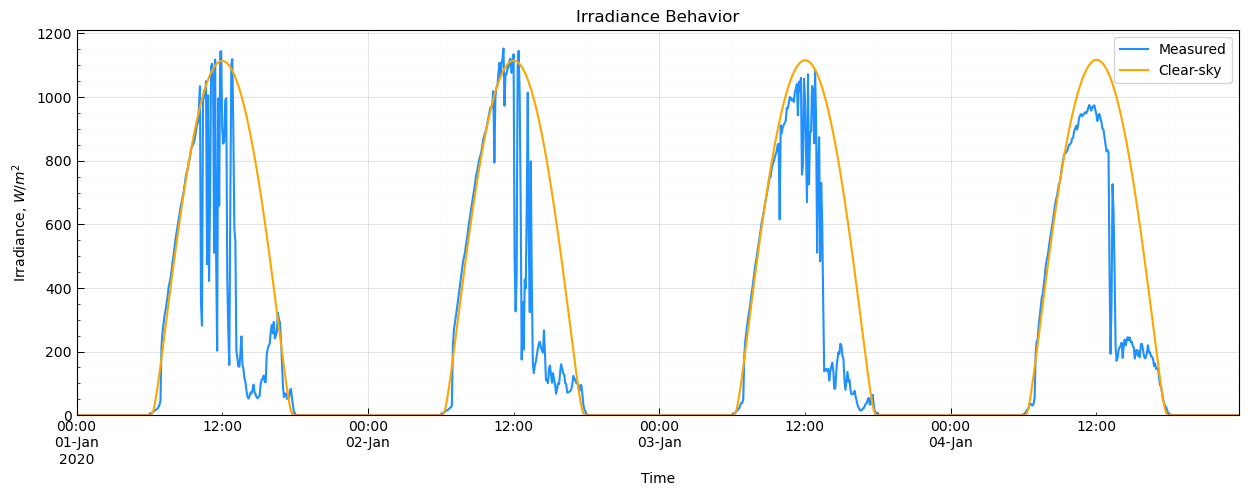 Irradiance Behavior
Irradiance, W/m²
1200
1000
800
600
400
200
0
Measured
Clear-sky
00:00
01-Jan
2020
12:00
00:00
02-Jan
12:00
00:00
03-Jan
12:00
00:00
04-Jan
12:00
Time